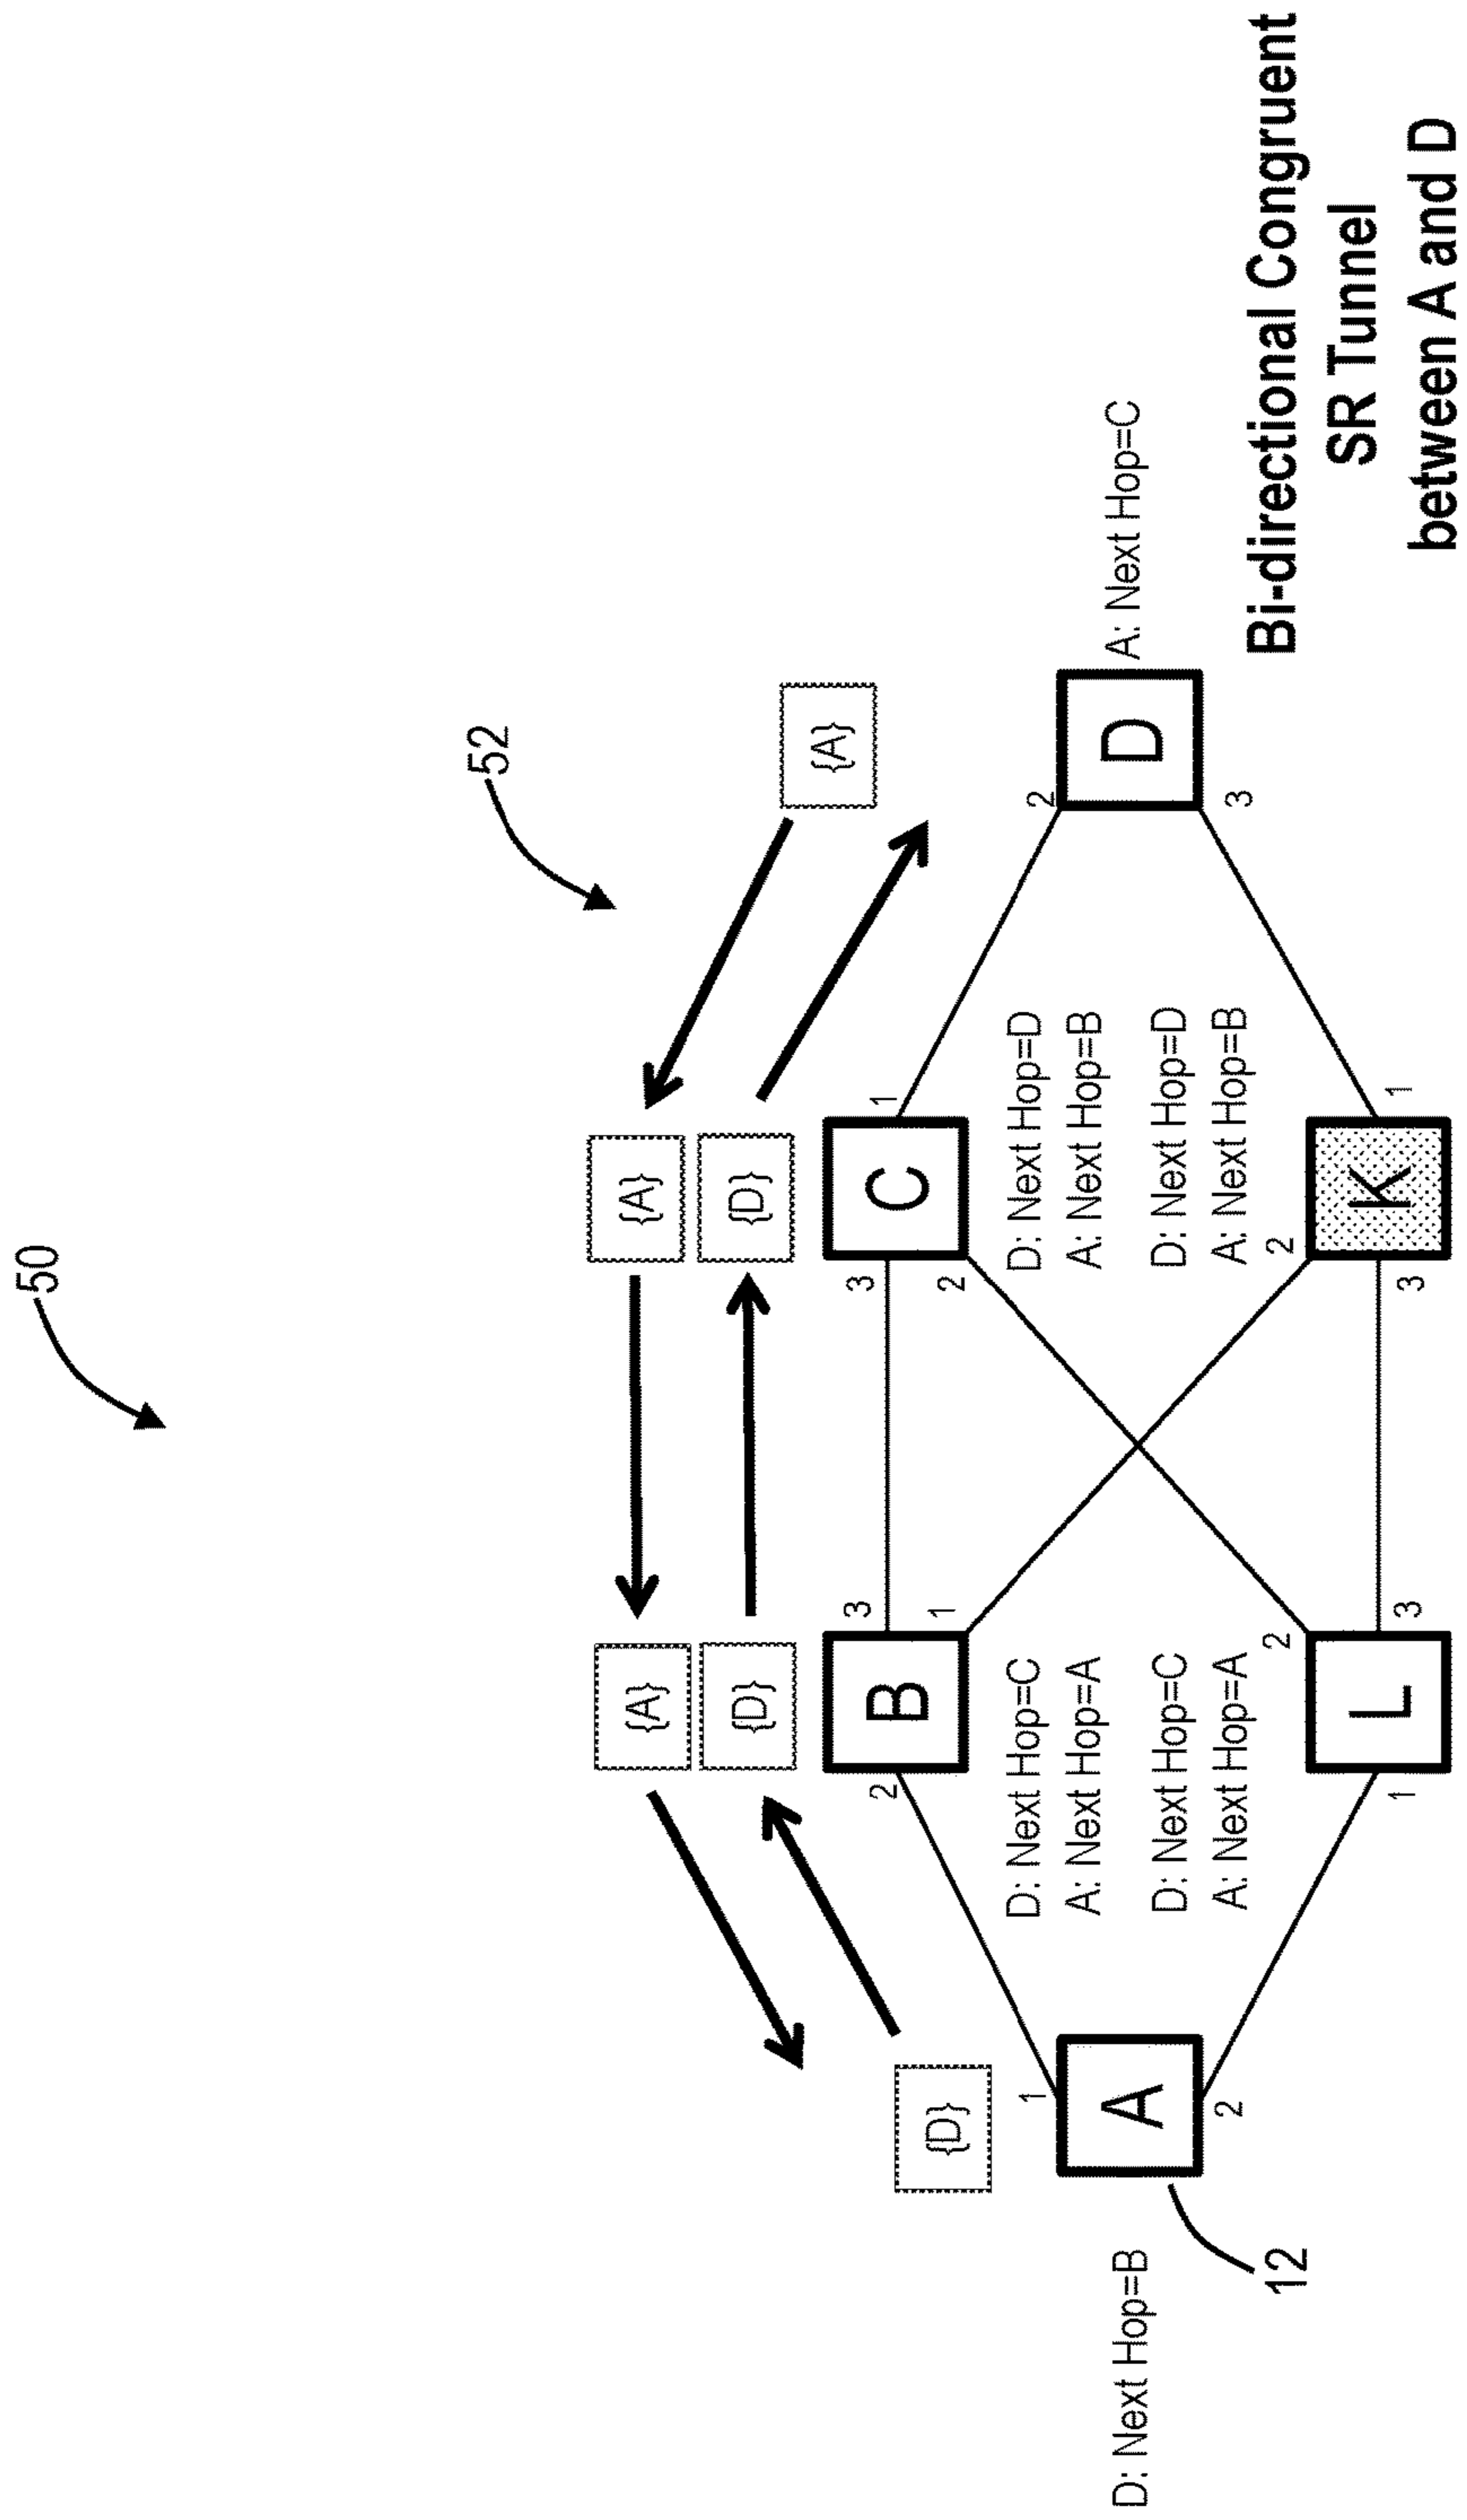 50
52
{A}
{A}
{A}
{D}
{D}
{D}
B
C
2
3
1
3
2
1
D: Next Hop=B
A
1
2
12
D: Next Hop=C
A: Next Hop=A
D: Next Hop=C
A: Next Hop=A
D: Next Hop=D
A: Next Hop=B
D: Next Hop=D
A: Next Hop=B
D
2
3
A: Next Hop=C
L
1
2
3
K
2
3
1
Bi-directional Congruent
SR Tunnel
between A and D